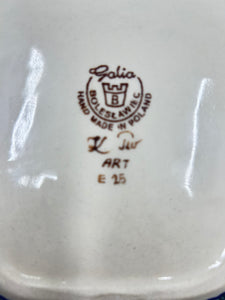 Galia
BOLESŁAWIEC
B
HAND MADE IN POLAND
ART
E 25